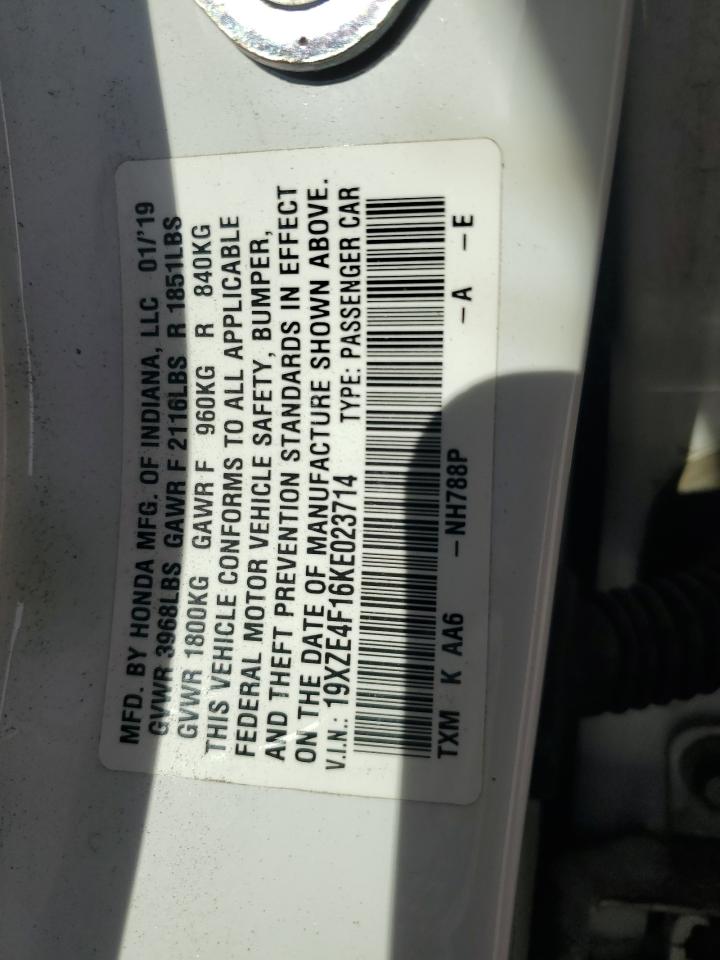 MFD. BY HONDA MFG. OF INDIANA, LLC 01/'19
GVWR 3968LBS GAWR F 2116LBS R 1851LBS
GVWR 1800KG GAWR F 960KG R 840KG
THIS VEHICLE CONFORMS TO ALL APPLICABLE
FEDERAL MOTOR VEHICLE SAFETY, BUMPER,
AND THEFT PREVENTION STANDARDS IN EFFECT
ON THE DATE OF MANUFACTURE SHOWN ABOVE.
V.I.N.: 19XZE4F16KE023714 TYPE: PASSENGER CAR
TXM K AA6 -NH788P -A -E